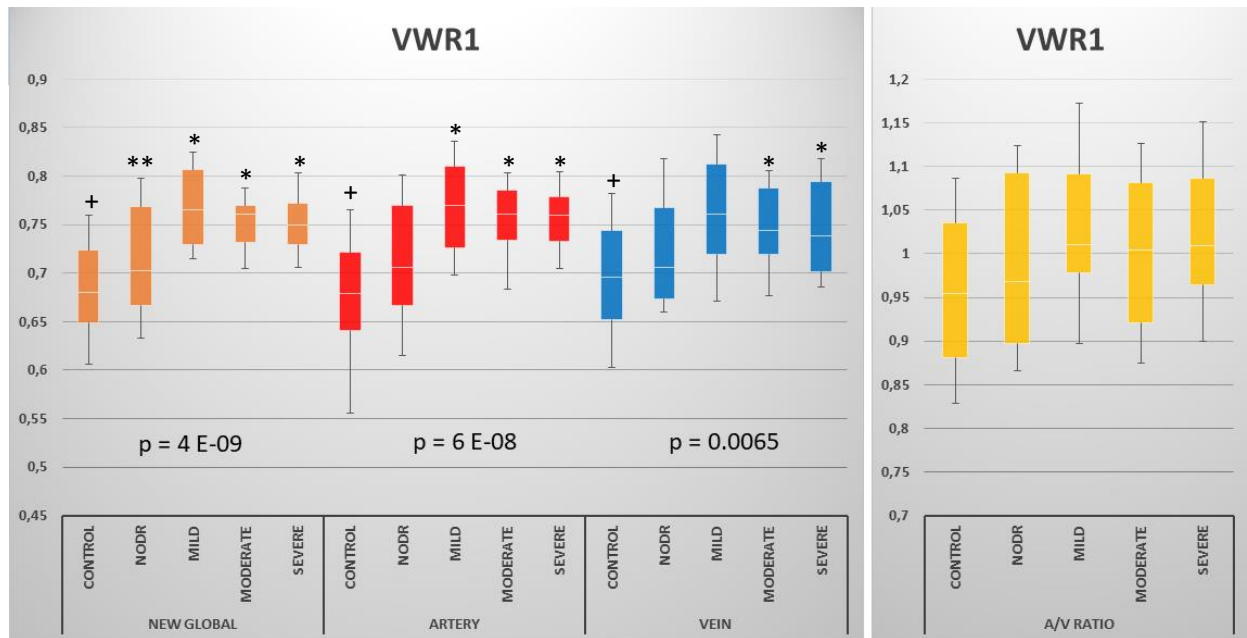 VWR1
0,9
0,85
0,8
0,75
0,7
0,65
0,6
0,55
0,5
0,45
+
**
*
*
*
+
*
*
*
+
*
*
p = 4 E-09
p = 6 E-08
p = 0.0065
CONTROL
NODR
MILD
MODERATE
SEVERE
CONTROL
NODR
MILD
MODERATE
SEVERE
CONTROL
NODR
MILD
MODERATE
SEVERE
NEW GLOBAL
ARTERY
VEIN
VWR1
1,2
1,15
1,1
1,05
1
0,95
0,9
0,85
0,8
0,75
0,7
CONTROL
NODR
MILD
MODERATE
SEVERE
A/V RATIO